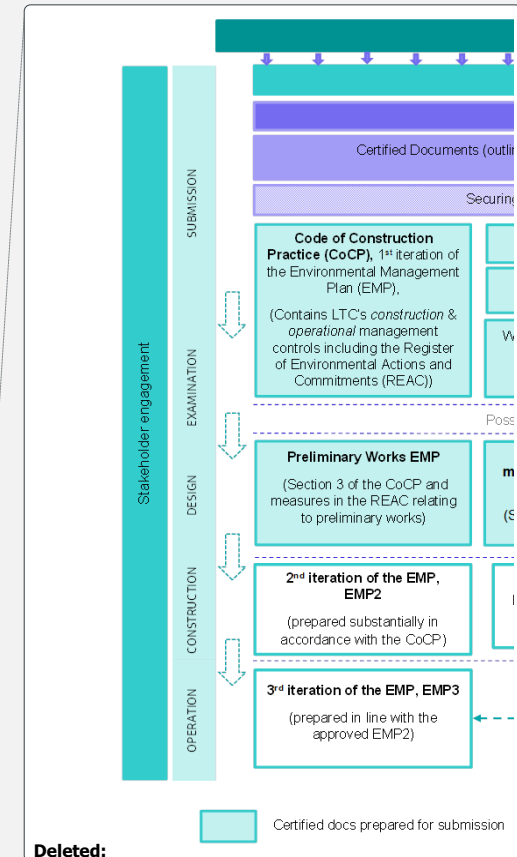 Certified Documents (outlin
Securing
Stakeholder engagement
SUBMISSION
EXAMINATION
DESIGN
CONSTRUCTION
OPERATION
Code of Construction
Practice (CoCP), 1st iteration of
the Environmental Management
Plan (EMP),
(Contains LTC's construction &
operational management
controls including the Register
of Environmental Actions and
Commitments (REAC))
W
Poss
Preliminary Works EMP
(Section 3 of the CoCP and
measures in the REAC relating
to preliminary works)
m
(S
2nd iteration of the EMP,
EMP2
(prepared substantially in
accordance with the CoCP)
3rd iteration of the EMP, EMP3
(prepared in line with the
approved EMP2)
Certified docs prepared for submission
Deleted: